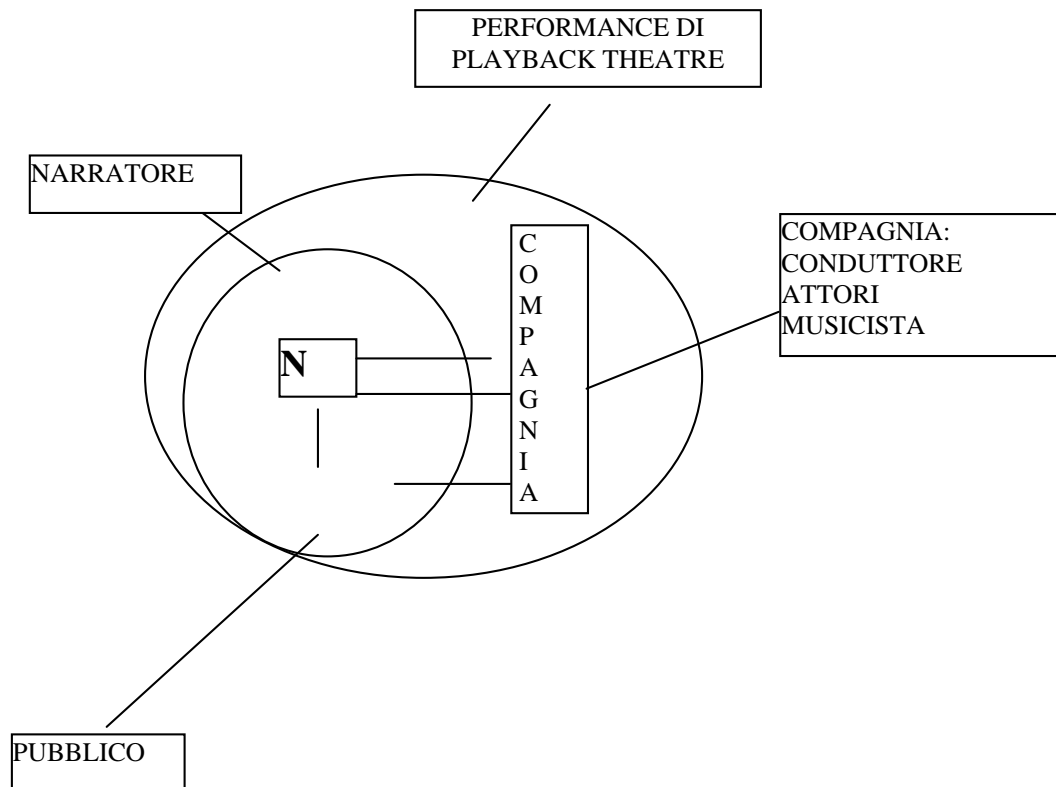 PERFORMANCE DI
PLAYBACK THEATRE
NARRATORE
COMPAGNIA:
CONDUTTORE
ATTORI
MUSICISTA
N
C
O
M
P
A
G
N
I
A
PUBBLICO